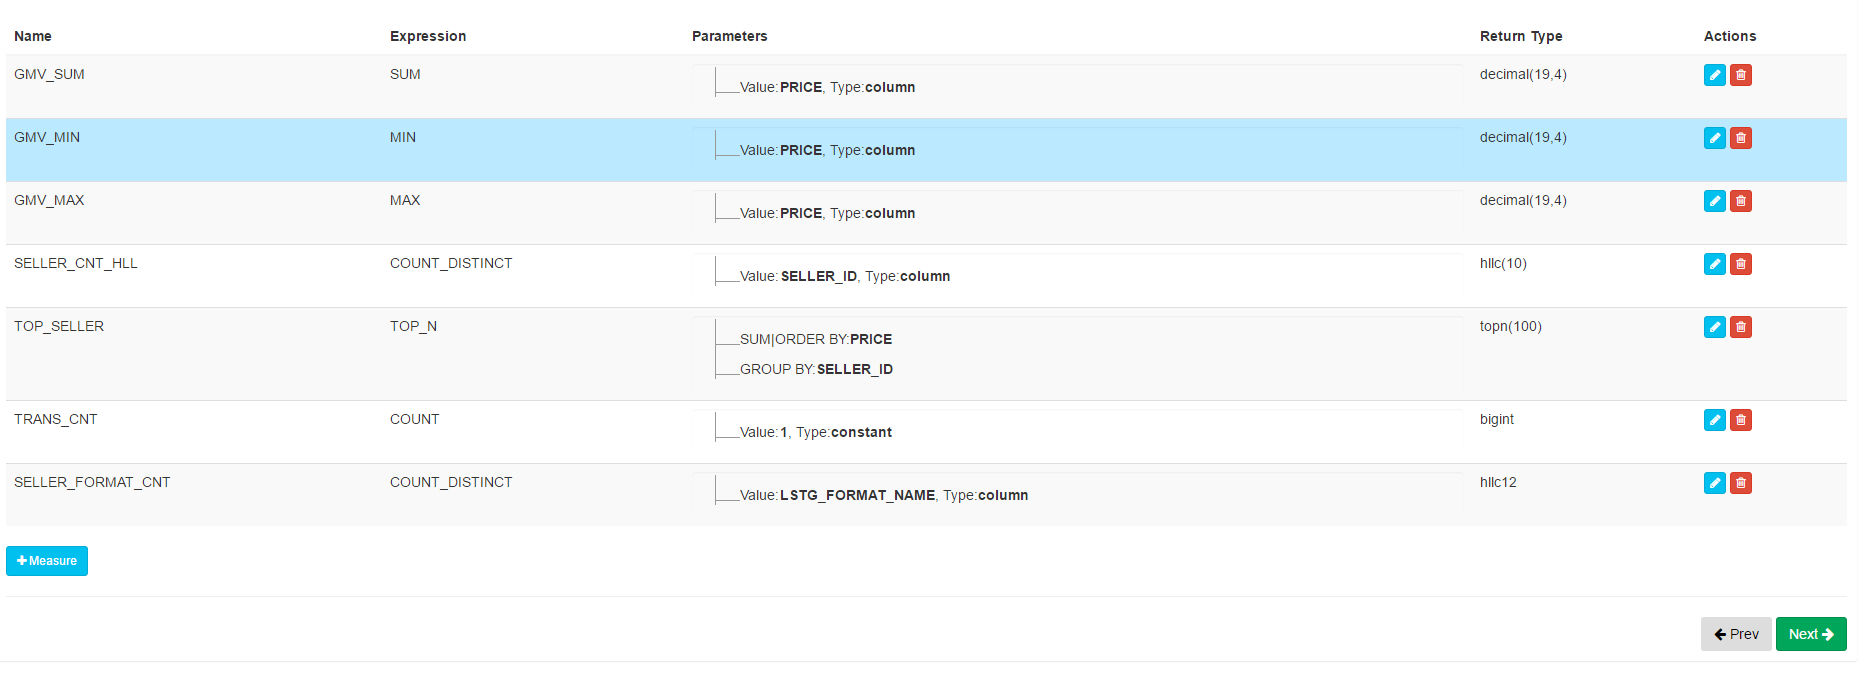 Name Expression Parameters Return Type Actions
GMV_SUM SUM Value:PRICE, Type:column decimal(19,4)
GMV_MIN MIN Value:PRICE, Type:column decimal(19,4)
GMV_MAX MAX Value:PRICE, Type:column decimal(19,4)
SELLER_CNT_HLL COUNT_DISTINCT Value:SELLER_ID, Type:column hllc(10)
TOP_SELLER TOP_N SUM|ORDER BY:PRICE topn(100)
GROUP BY:SELLER_ID
TRANS_CNT COUNT Value:1, Type:constant bigint
SELLER_FORMAT_CNT COUNT_DISTINCT Value:LSTG_FORMAT_NAME, Type:column hllc12
+Measure
Prev Next